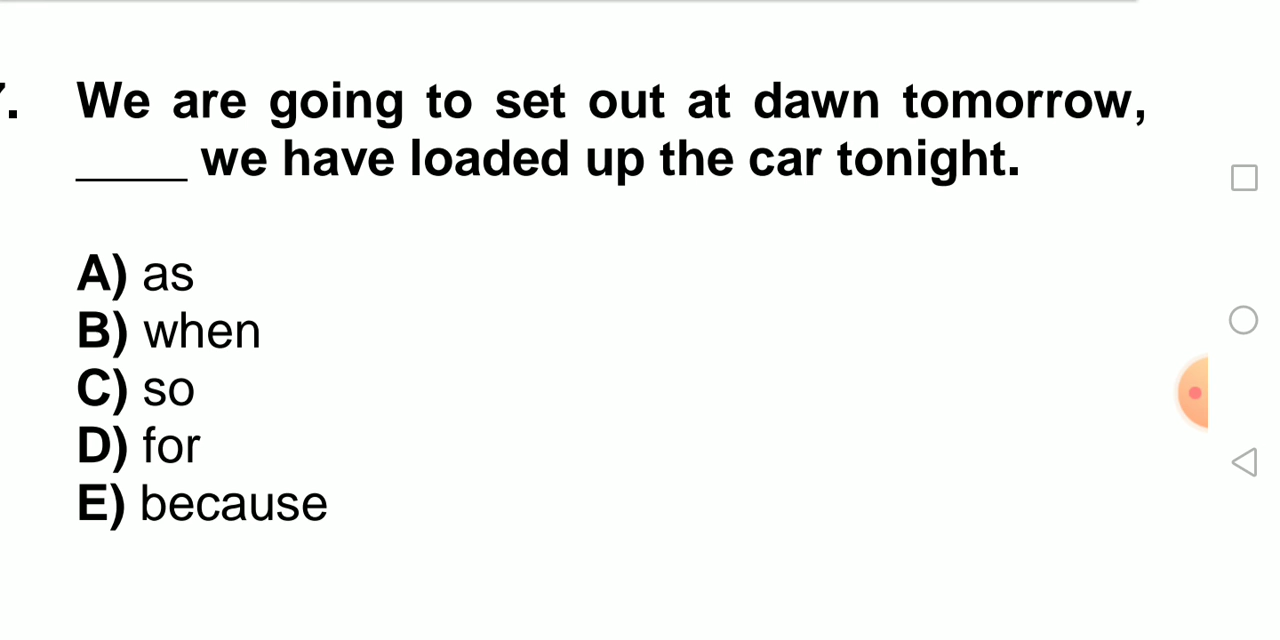 . We are going to set out at dawn tomorrow,
_____ we have loaded up the car tonight.
A) as
B) when
C) so
D) for
E) because